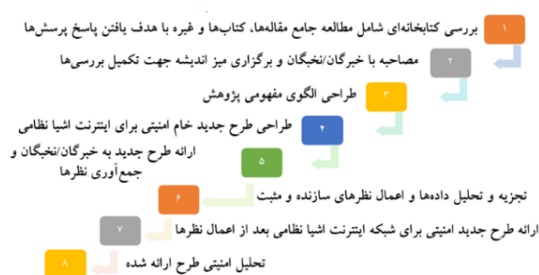 ۱ بررسی کتابخانه‌ای شامل مطالعه جامع مقاله‌ها، کتاب‌ها و غیره با هدف یافتن پاسخ پرسش‌ها
۲ مصاحبه با خبرگان/نخبگان و برگزاری میز اندیشه جهت تکمیل بررسی‌ها
۳ طراحی الگوی مفهومی پژوهش
۴ طراحی طرح جدید خام امنیتی برای اینترنت اشیا نظامی
۵ ارائه طرح جدید به خبرگان/نخبگان و
جمع‌آوری نظرها
۶ تجزیه و تحلیل داده‌ها و اعمال نظرهای سازنده و مثبت
۷ ارائه طرح جدید امنیتی برای شبکه اینترنت اشیا نظامی بعد از اعمال نظرها
۸ تحلیل امنیتی طرح ارائه شده